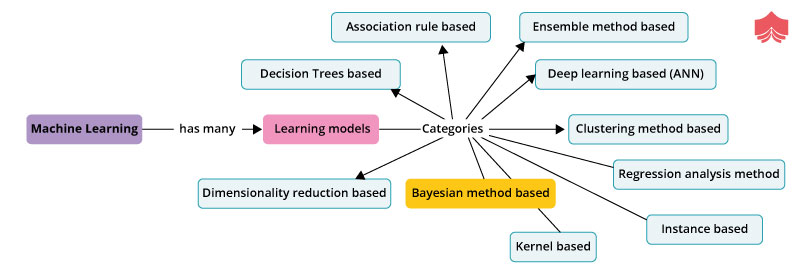 Association rule based
Ensemble method based
Decision Trees based
Deep learning based (ANN)
Machine Learning
has many
Learning models
Categories
Clustering method based
Regression analysis method
Dimensionality reduction based
Bayesian method based
Instance based
Kernel based